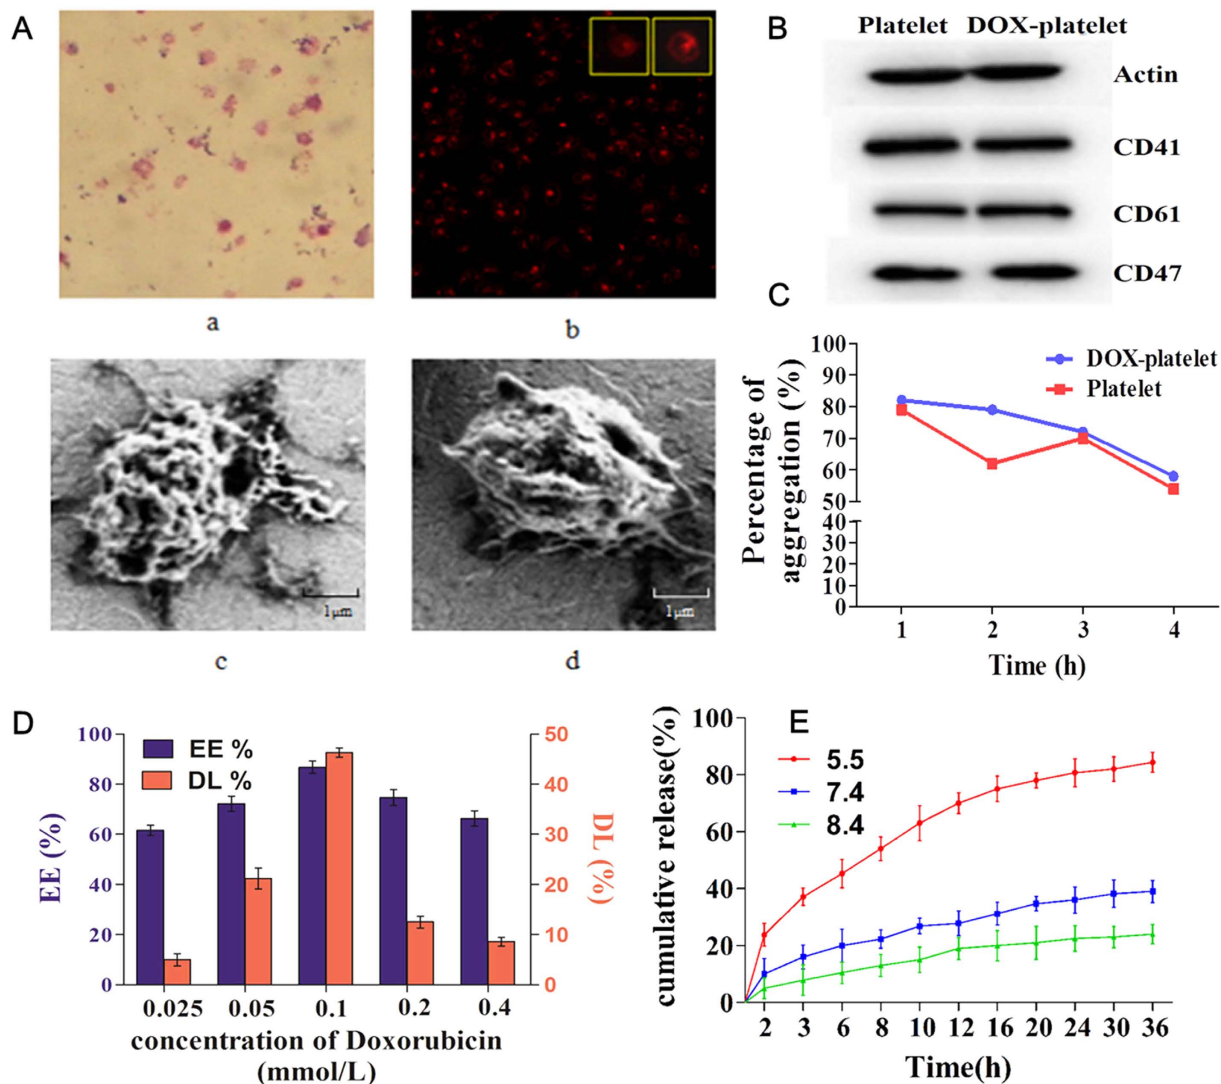 A
a
b
1μm
c
1μm
d
B
Platelet DOX-platelet
Actin
CD41
CD61
CD47
C
100
90
80
70
60
50
40
30
20
10
0
Percentage of
aggregation (%)
DOX-platelet
Platelet
1 2 3 4
Time (h)
D
100
80
60
40
20
0
EE (%)
EE %
DL %
50
40
30
20
10
0
DL (%)
0.025 0.05 0.1 0.2 0.4
concentration of Doxorubicin
(mmol/L)
E
100
80
60
40
20
0
cumulative release(%)
5.5
7.4
8.4
2 3 6 8 10 12 16 20 24 30 36
Time(h)